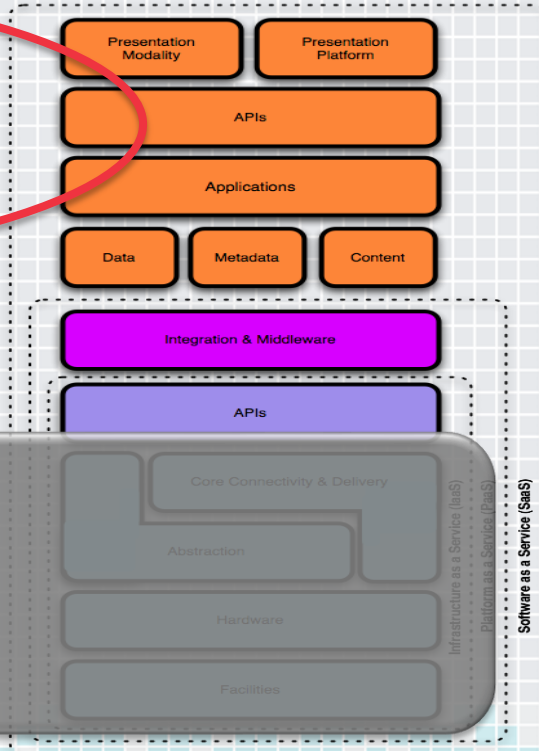 Presentation
Modality
Presentation
Platform
APIs
Applications
Data
Metadata
Content
Integration & Middleware
APIs
Core Connectivity & Delivery
Abstraction
Hardware
Facilities
Infrastructure as a Service (IaaS)
Platform as a Service (PaaS)
Software as a Service (SaaS)